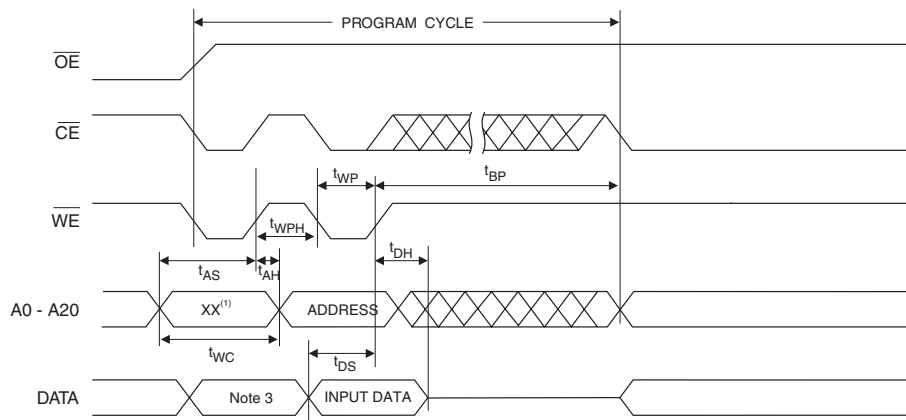 PROGRAM CYCLE
OE
CE
tWP
tBP
WE
tWPH
tDH
tAS
tAH
A0 - A20
XX(1)
ADDRESS
tWC
tDS
DATA
Note 3
INPUT DATA